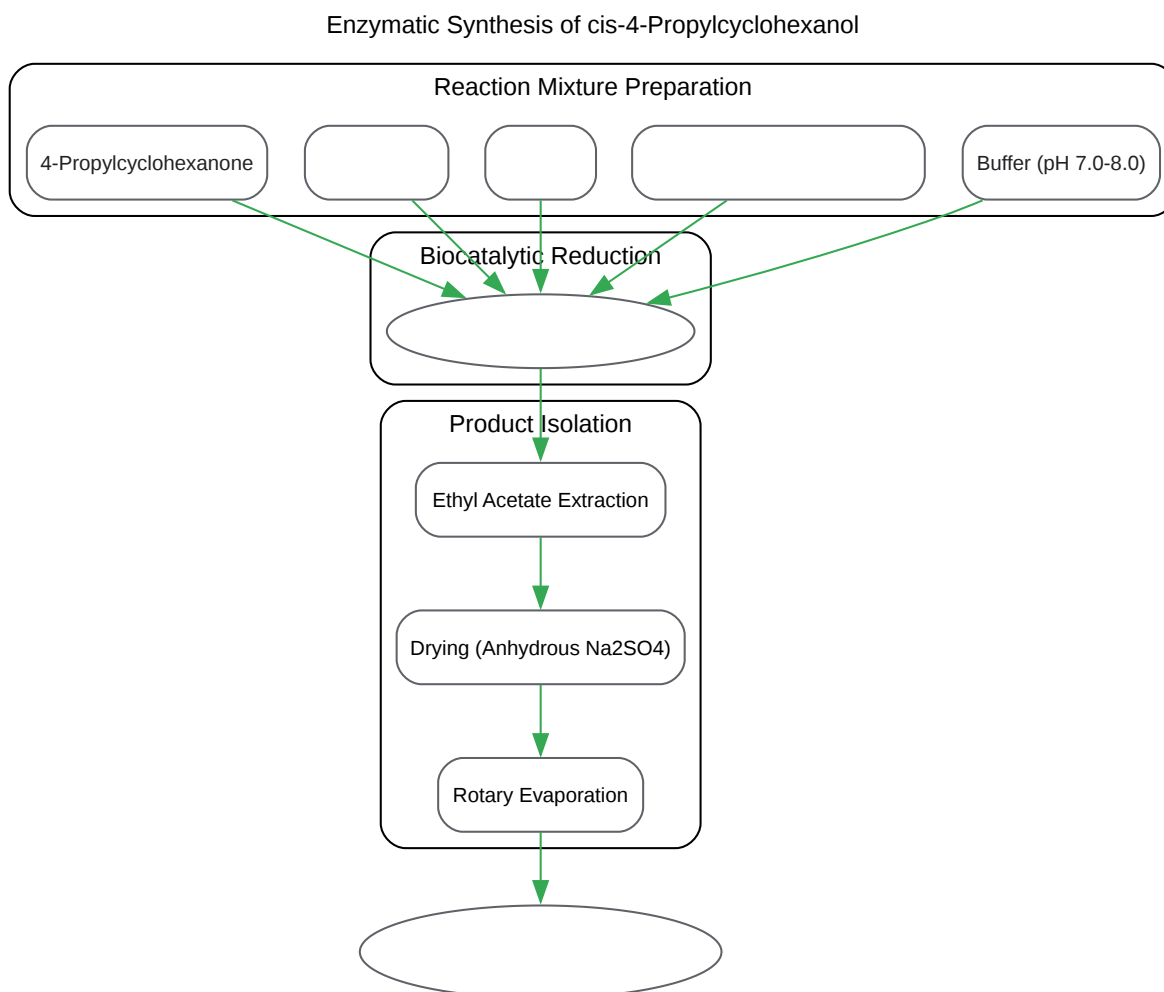 Enzymatic Synthesis of cis-4-Propylcyclohexanol
Reaction Mixture Preparation
4-Propylcyclohexanone
Buffer (pH 7.0-8.0)
Biocatalytic Reduction
Product Isolation
Ethyl Acetate Extraction
Drying (Anhydrous Na2SO4)
Rotary Evaporation